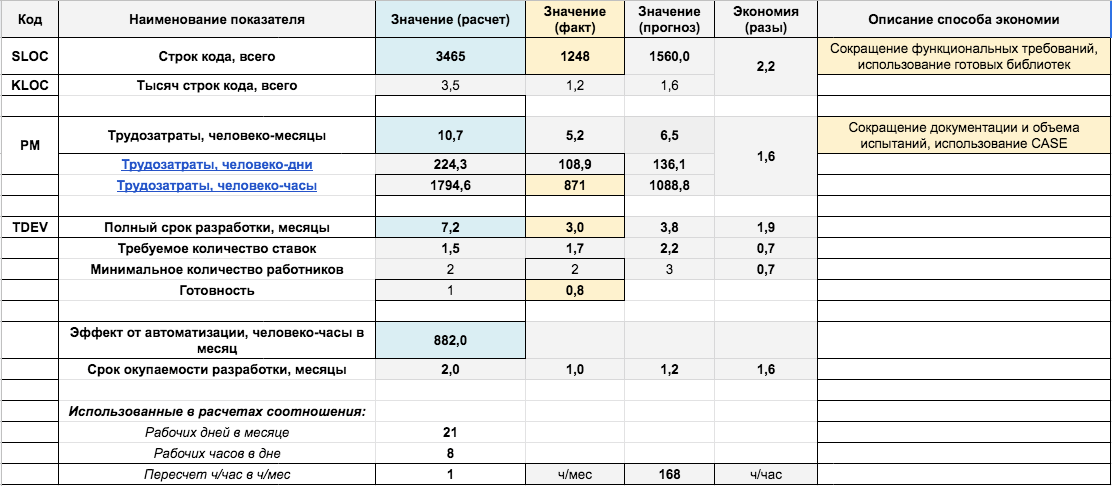 Код Наименование показателя Значение (расчет) Значение (факт) Значение (прогноз) Экономия (разы) Описание способа экономии
SLOC Строк кода, всего 3465 1248 1560,0 2,2 Сокращение функциональных требований, использование готовых библиотек
KLOC Тысяч строк кода, всего 3,5 1,2 1,6
PM Трудозатраты, человеко-месяцы 10,7 5,2 6,5 1,6 Сокращение документации и объема испытаний, использование CASE
Трудозатраты, человеко-дни 224,3 108,9 136,1
Трудозатраты, человеко-часы 1794,6 871 1088,8
TDEV Полный срок разработки, месяцы 7,2 3,0 3,8 1,9
Требуемое количество ставок 1,5 1,7 2,2 0,7
Минимальное количество работников 2 2 3 0,7
Готовность 1 0,8
Эффект от автоматизации, человеко-часы в месяц 882,0
Срок окупаемости разработки, месяцы 2,0 1,0 1,2 1,6
Использованные в расчетах соотношения:
Рабочих дней в месяце 21
Рабочих часов в дне 8
Пересчет ч/час в ч/мес 1 ч/мес 168 ч/час